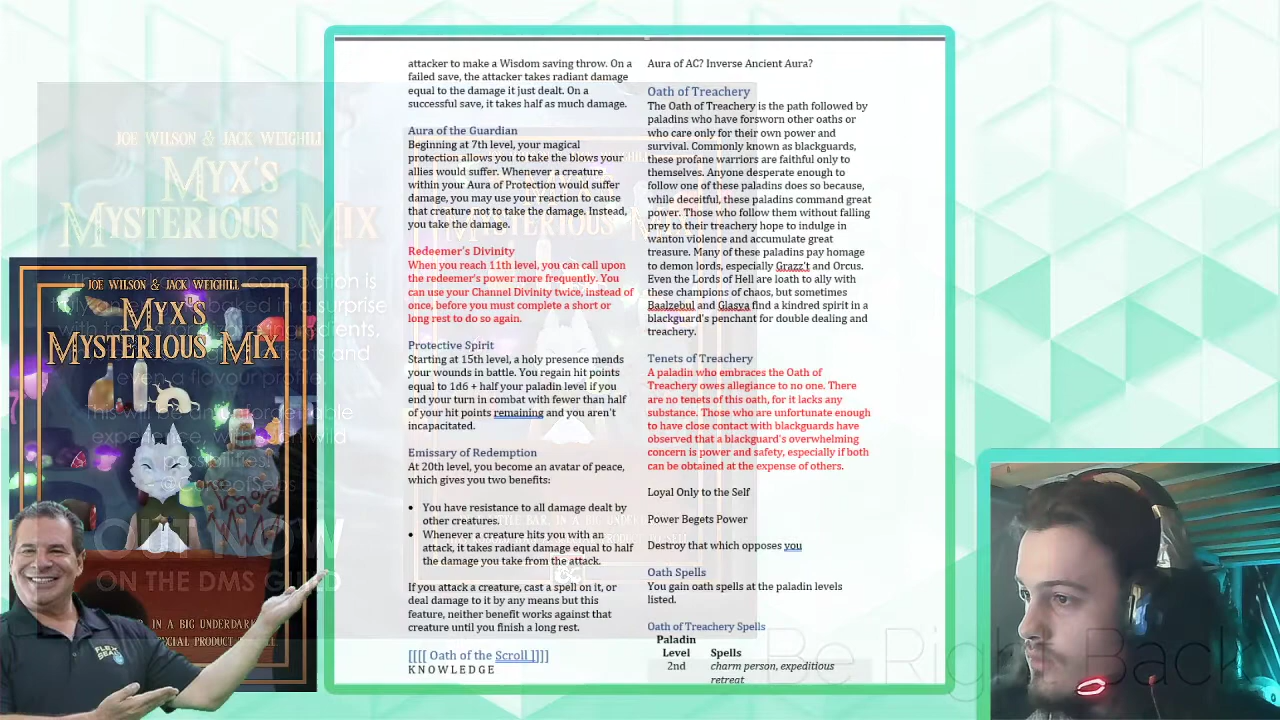 attacker to make a Wisdom saving throw. On a
failed save, the attacker takes radiant damage
equal to the damage it just dealt. On a
successful save, it takes half as much damage.
Aura of the Guardian
Beginning at 7th level, your magical
protection allows you to take the blows your
allies would suffer. Whenever a creature
within your Aura of Protection would suffer
damage, you may use your reaction to cause
that creature not to take the damage. Instead,
you take the damage.
Redeemer's Divinity
When you reach 11th level, you can call upon
the redeemer's power more frequently. You
can use your Channel Divinity twice, instead of
once, before you must complete a short or
long rest to do so again.
Protective Spirit
Starting at 15th level, a holy presence mends
your wounds in battle. You regain hit points
equal to 1d6 + half your paladin level if you
end your turn in combat with fewer than half
of your hit points remaining and you aren't
incapacitated.
Emissary of Redemption
At 20th level, you become an avatar of peace,
which gives you two benefits:
• You have resistance to all damage dealt by
other creatures.
• Whenever a creature hits you with an
attack, it takes radiant damage equal to half
the damage you take from the attack.
If you attack a creature, cast a spell on it, or
deal damage to it by any means but this
feature, neither benefit works against that
creature until you finish a long rest.
[[[[ Oath of the Scroll ]]]]
KNOWLEDGE
Aura of AC? Inverse Ancient Aura?
Oath of Treachery
The Oath of Treachery is the path followed by
paladins who have forsworn other oaths or
who care only for their own power and
survival. Commonly known as blackguards,
these profane warriors are faithful only to
themselves. Anyone desperate enough to
follow one of these paladins does so because,
while deceitful, these paladins command great
power. Those who follow them without falling
prey to their treachery hope to indulge in
wanton violence and accumulate great
treasure. Many of these paladins pay homage
to demon lords, especially Grazz't and Orcus.
Even the Lords of Hell are loath to ally with
these champions of chaos, but sometimes
Baalzebul and Glasya find a kindred spirit in a
blackguard's penchant for double dealing and
treachery.
Tenets of Treachery
A paladin who embraces the Oath of
Treachery owes allegiance to no one. There
are no tenets of this oath, for it lacks any
substance. Those who are unfortunate enough
to have close contact with blackguards have
observed that a blackguard's overwhelming
concern is power and safety, especially if both
can be obtained at the expense of others.
Loyal Only to the Self
Power Begets Power
Destroy that which opposes you
Oath Spells
You gain oath spells at the paladin levels
listed.
Oath of Treachery Spells
Paladin
Level Spells
2nd charm person, expeditious
retreat
JOE WILSON & JACK WEIGHILL
MYX'S
MYSTERIOUS MIX
JOE WILSON & JACK WEIGHILL
MYX'S
MYSTERIOUS MIX
OUT NOW
ON THE DMS GUILD
FLEX
SEAL
Be Right Back